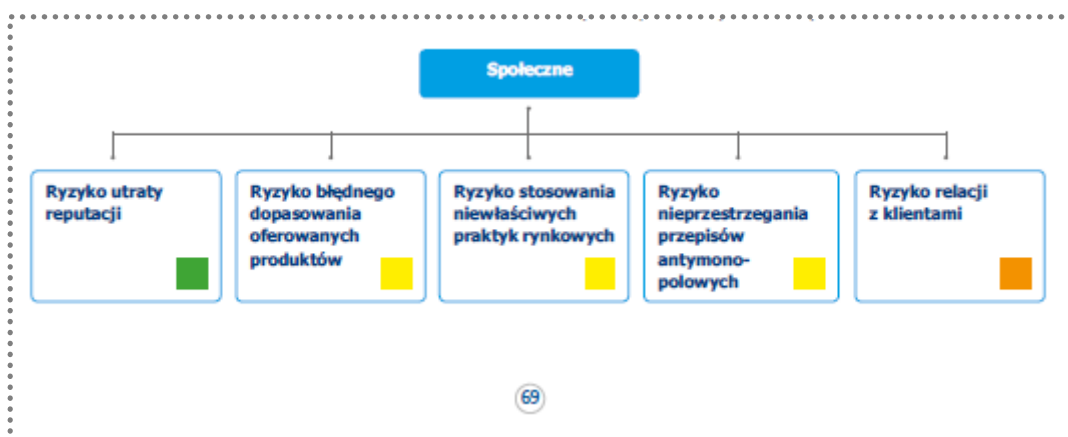 Społeczne
Ryzyko utraty
reputacji
Ryzyko błędnego
dopasowania
oferowanych
produktów
Ryzyko stosowania
niewłaściwych
praktyk rynkowych
Ryzyko
nieprzestrzegania
przepisów
antymono-
polowych
Ryzyko relacji
z klientami
69